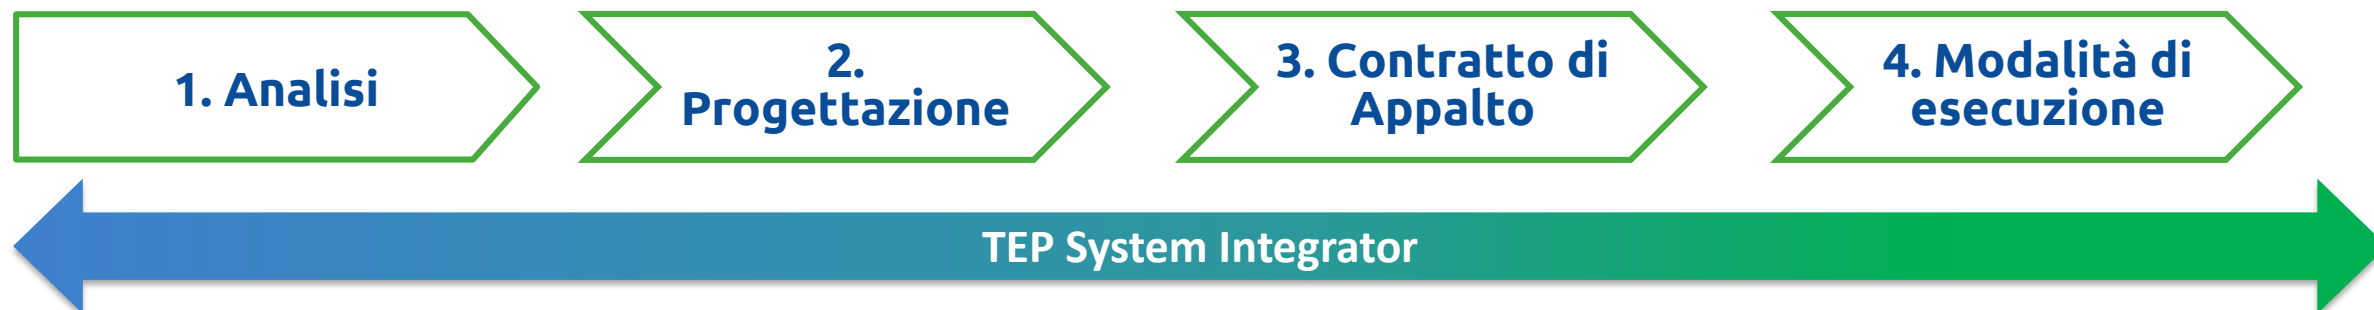 1. Analisi
2.
Progettazione
3. Contratto di
Appalto
4. Modalità di
esecuzione
TEP System Integrator